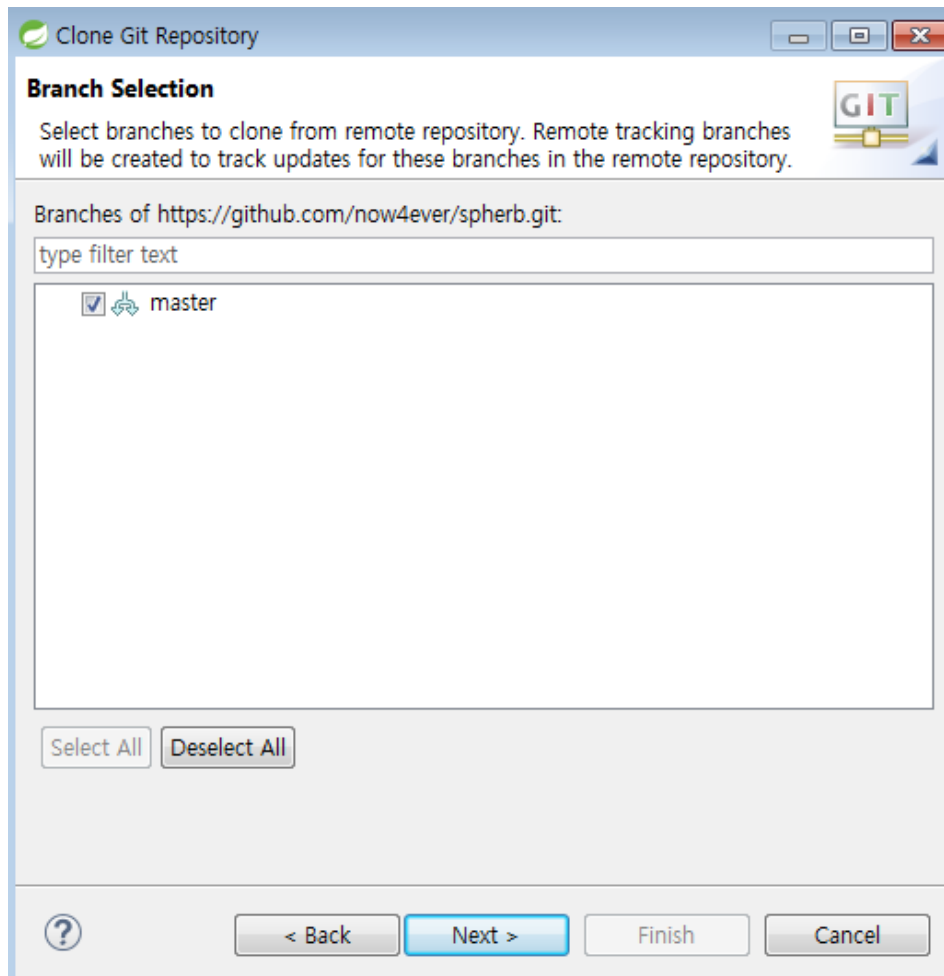 Clone Git Repository
Branch Selection
Select branches to clone from remote repository. Remote tracking branches
will be created to track updates for these branches in the remote repository.
GIT
Branches of https://github.com/now4ever/spherb.git:
type filter text
master
Select All
Deselect All
?
< Back
Next >
Finish
Cancel